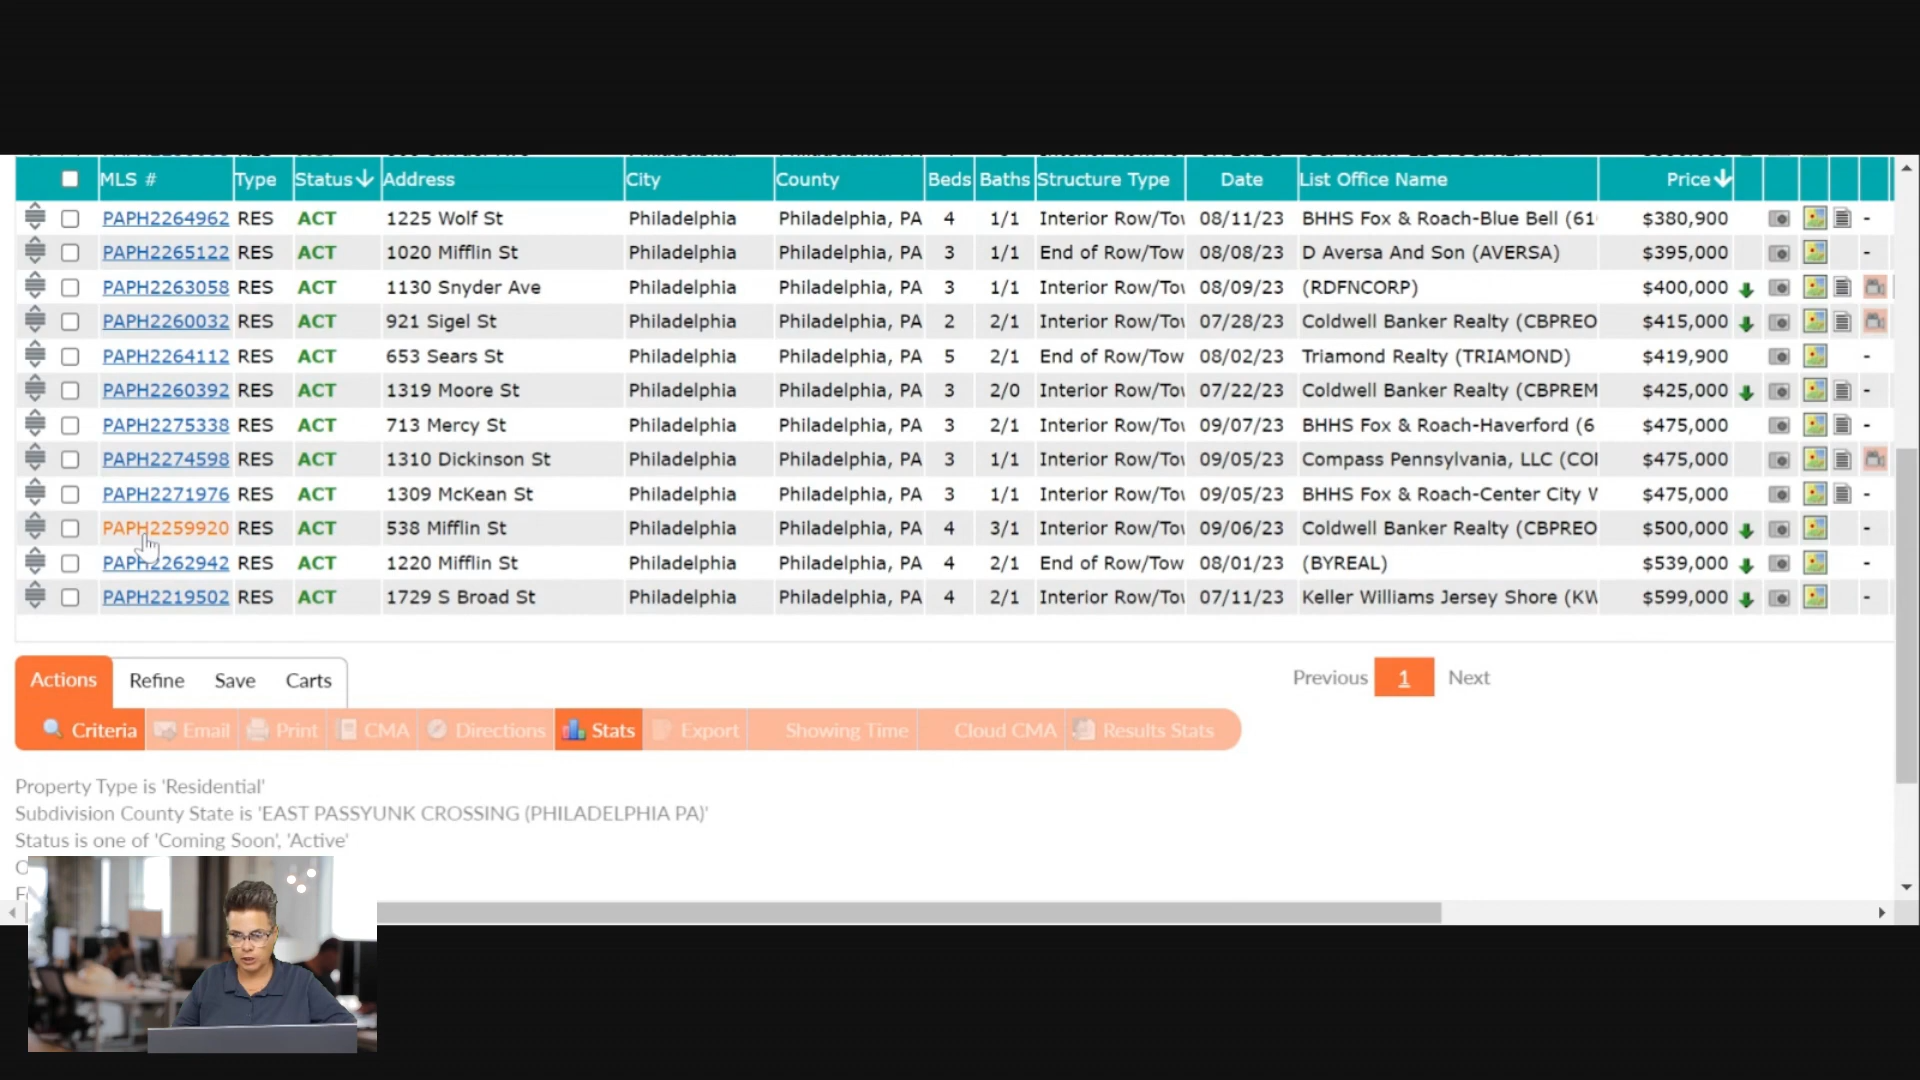 MLS # Type Status Address City County Beds Baths Structure Type Date List Office Name Price
PAPH2264962 RES ACT 1225 Wolf St Philadelphia Philadelphia, PA 4 1/1 Interior Row/Tov 08/11/23 BHHS Fox & Roach-Blue Bell (61 $380,900
PAPH2265122 RES ACT 1020 Mifflin St Philadelphia Philadelphia, PA 3 1/1 End of Row/Tow 08/08/23 D Aversa And Son (AVERSA) $395,000 -
PAPH2263058 RES ACT 1130 Snyder Ave Philadelphia Philadelphia, PA 3 1/1 Interior Row/Tov 08/09/23 (RDFNCORP) $400,000
PAPH2260032 RES ACT 921 Sigel St Philadelphia Philadelphia, PA 2 2/1 Interior Row/Tov 07/28/23 Coldwell Banker Realty (CBPREO $415,000
PAPH2264112 RES ACT 653 Sears St Philadelphia Philadelphia, PA 5 2/1 End of Row/Tow 08/02/23 Triamond Realty (TRIAMOND) $419,900 -
PAPH2260392 RES ACT 1319 Moore St Philadelphia Philadelphia, PA 3 2/0 Interior Row/Tov 07/22/23 Coldwell Banker Realty (CBPREM $425,000 -
PAPH2275338 RES ACT 713 Mercy St Philadelphia Philadelphia, PA 3 2/1 Interior Row/Tov 09/07/23 BHHS Fox & Roach-Haverford (6 $475,000 -
PAPH2274598 RES ACT 1310 Dickinson St Philadelphia Philadelphia, PA 3 1/1 Interior Row/Tov 09/05/23 Compass Pennsylvania, LLC (CO $475,000
PAPH2271976 RES ACT 1309 McKean St Philadelphia Philadelphia, PA 3 1/1 Interior Row/Tov 09/05/23 BHHS Fox & Roach-Center City W $475,000 -
PAPH2259920 RES ACT 538 Mifflin St Philadelphia Philadelphia, PA 4 3/1 Interior Row/Tov 09/06/23 Coldwell Banker Realty (CBPREO $500,000 -
PAPH2262942 RES ACT 1220 Mifflin St Philadelphia Philadelphia, PA 4 2/1 End of Row/Tow 08/01/23 (BYREAL) $539,000 -
PAPH2219502 RES ACT 1729 S Broad St Philadelphia Philadelphia, PA 4 2/1 Interior Row/Tov 07/11/23 Keller Williams Jersey Shore (KW $599,000 -
Actions Refine Save Carts Previous 1 Next
Criteria Email Print CMA Directions Stats Export Showing Time Cloud CMA Results Stats
Property Type is 'Residential'
Subdivision County State is 'EAST PASSYUNK CROSSING (PHILADELPHIA PA)'
Status is one of 'Coming Soon', 'Active'